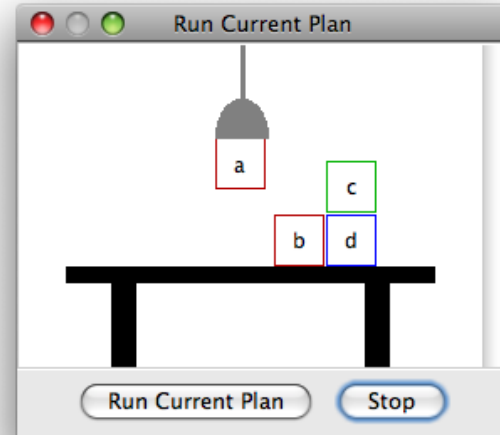 Run Current Plan
a
c
b d
Run Current Plan Stop